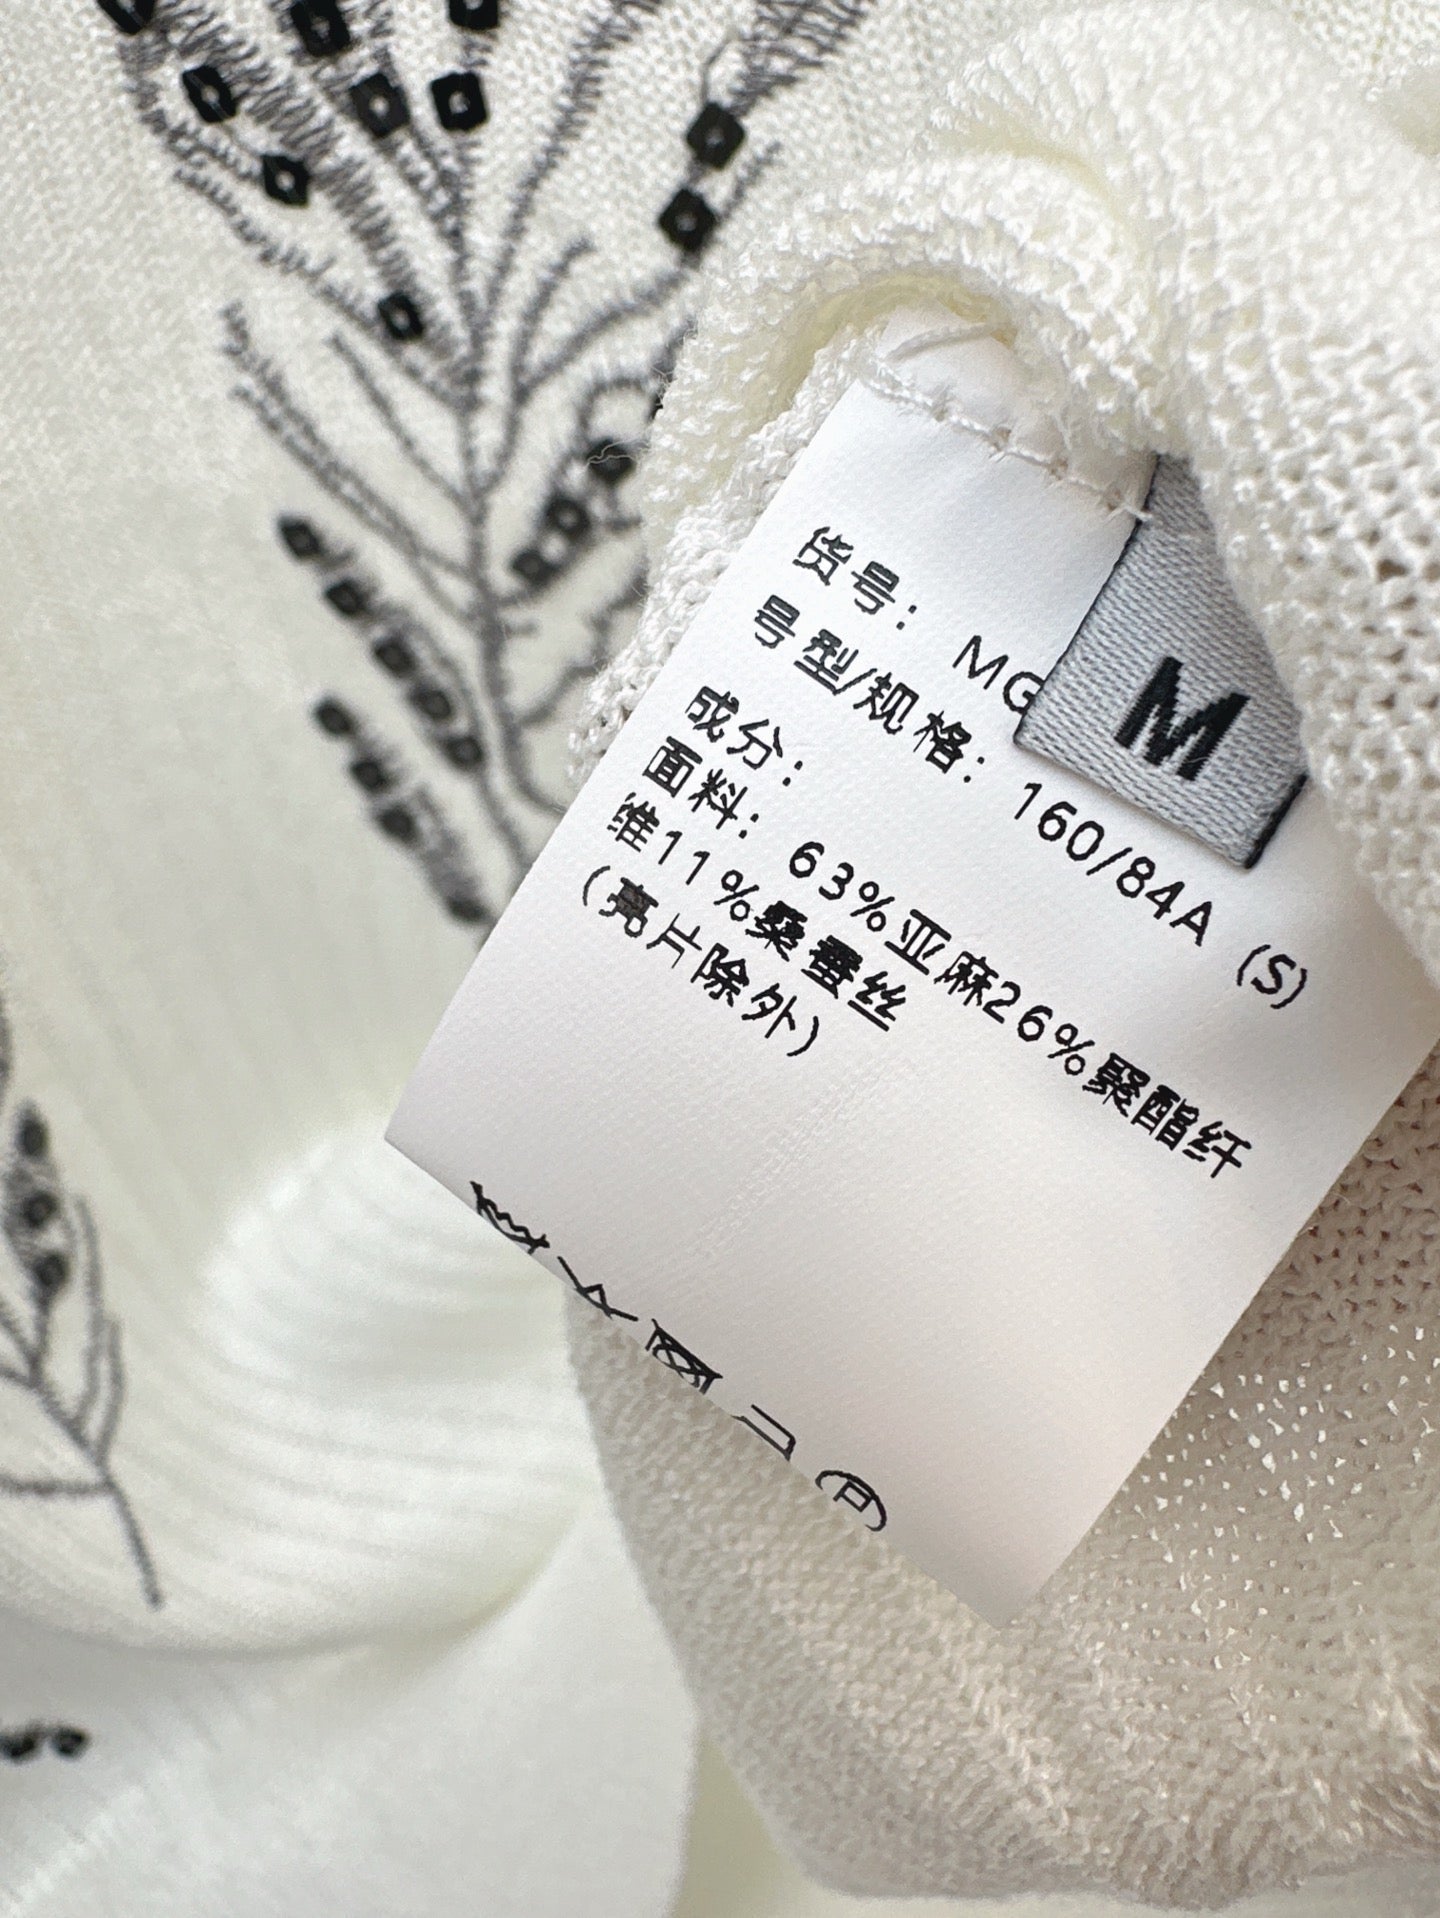 货号: MG
M
号型/规格: 160/84A (S)
成分:
面料: 63%亚麻26%聚酯纤
维11%桑蚕丝
(亮片除外)